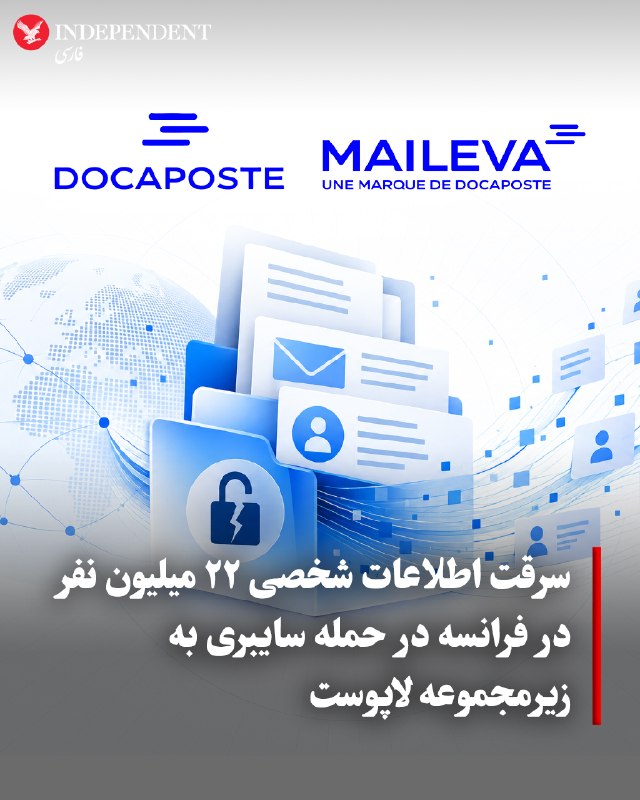 INDEPENDENT
فارسی
DOCAPOSTE
MAILEVA
UNE MARQUE DE DOCAPOSTE
سرقت اطلاعات شخصی ۲۲ میلیون نفر
در فرانسه در حمله سایبری به
زیرمجموعه لاپوست